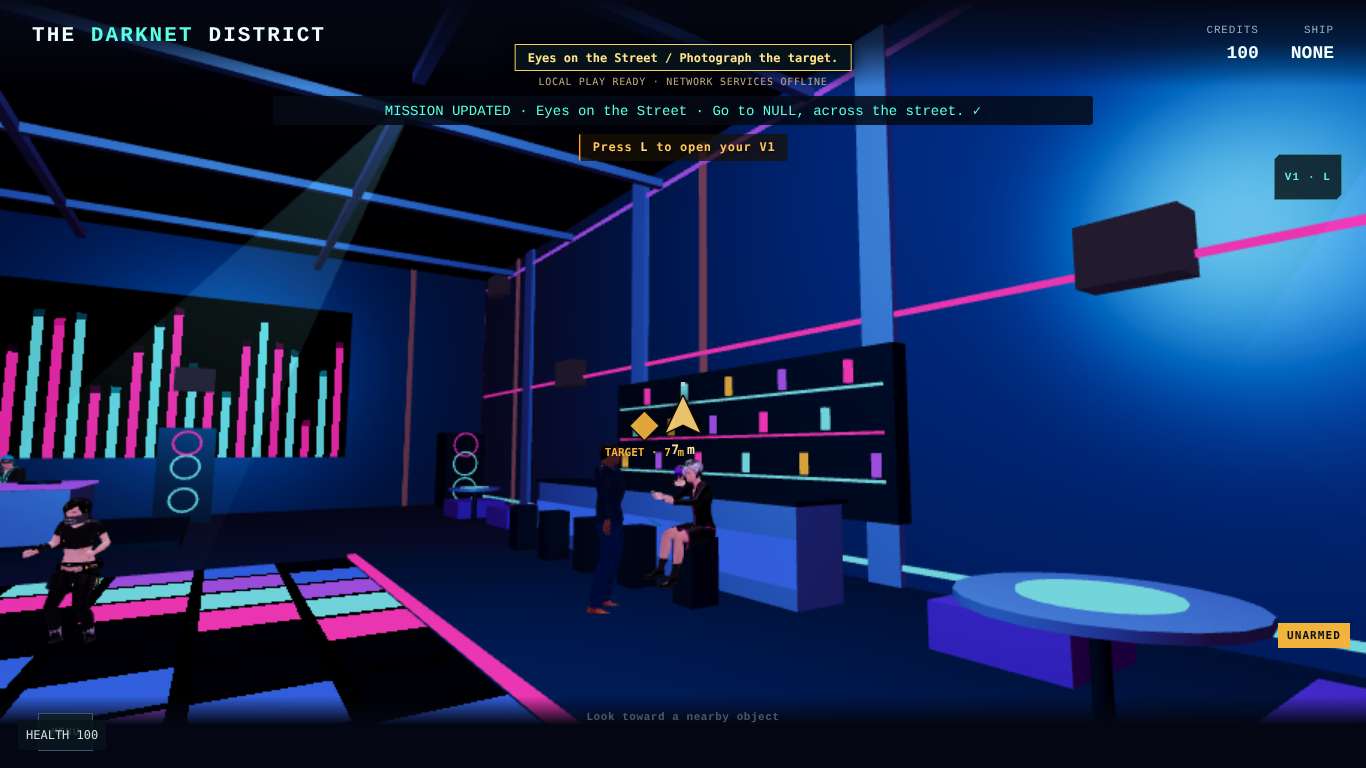 THE DARKNET DISTRICT
CREDITS
SHIP
100
NONE
Eyes on the Street / Photograph the target.
LOCAL PLAY READY · NETWORK SERVICES OFFLINE
MISSION UPDATED · Eyes on the Street · Go to NULL, across the street. ✓
Press L to open your V1
V1 · L
TARGET · 7m
7 m
UNARMED
Look toward a nearby object
HEALTH 100